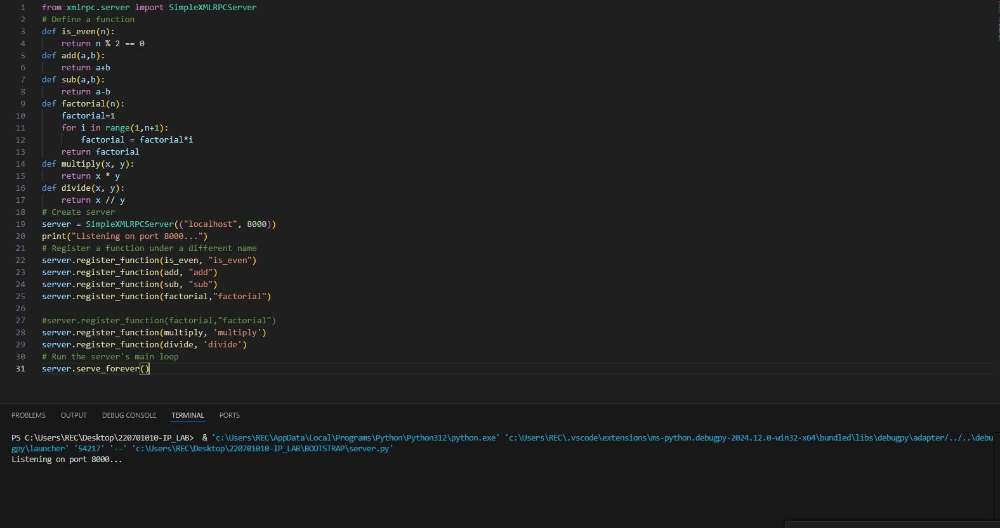 1 from xmlrpc.server import SimpleXMLRPCServer
2 # Define a function
3 def is_even(n):
4     return n % 2 == 0
5 def add(a,b):
6     return a+b
7 def sub(a,b):
8     return a-b
9 def factorial(n):
10     factorial=1
11     for i in range(1,n+1):
12         factorial = factorial*i
13     return factorial
14 def multiply(x, y):
15     return x * y
16 def divide(x, y):
17     return x // y
18 # Create server
19 server = SimpleXMLRPCServer(("localhost", 8000))
20 print("Listening on port 8000...")
21 # Register a function under a different name
22 server.register_function(is_even, "is_even")
23 server.register_function(add, "add")
24 server.register_function(sub, "sub")
25 server.register_function(factorial,"factorial")
26
27 #server.register_function(factorial,"factorial")
28 server.register_function(multiply, 'multiply')
29 server.register_function(divide, 'divide')
30 # Run the server's main loop
31 server.serve_forever()
PROBLEMS OUTPUT DEBUG CONSOLE TERMINAL PORTS
PS C:\Users\REC\Desktop\220701010-IP_LAB>  & 'c:\Users\REC\AppData\Local\Programs\Python\Python312\python.exe' 'c:\Users\REC\.vscode\extensions\ms-python.debugpy-2024.12.0-win32-x64\bundled\libs\debugpy\adapter/../..\debu
gpy\launcher' '54217' '--' 'c:\Users\REC\Desktop\220701010-IP_LAB\BOOTSTRAP\server.py'
Listening on port 8000...